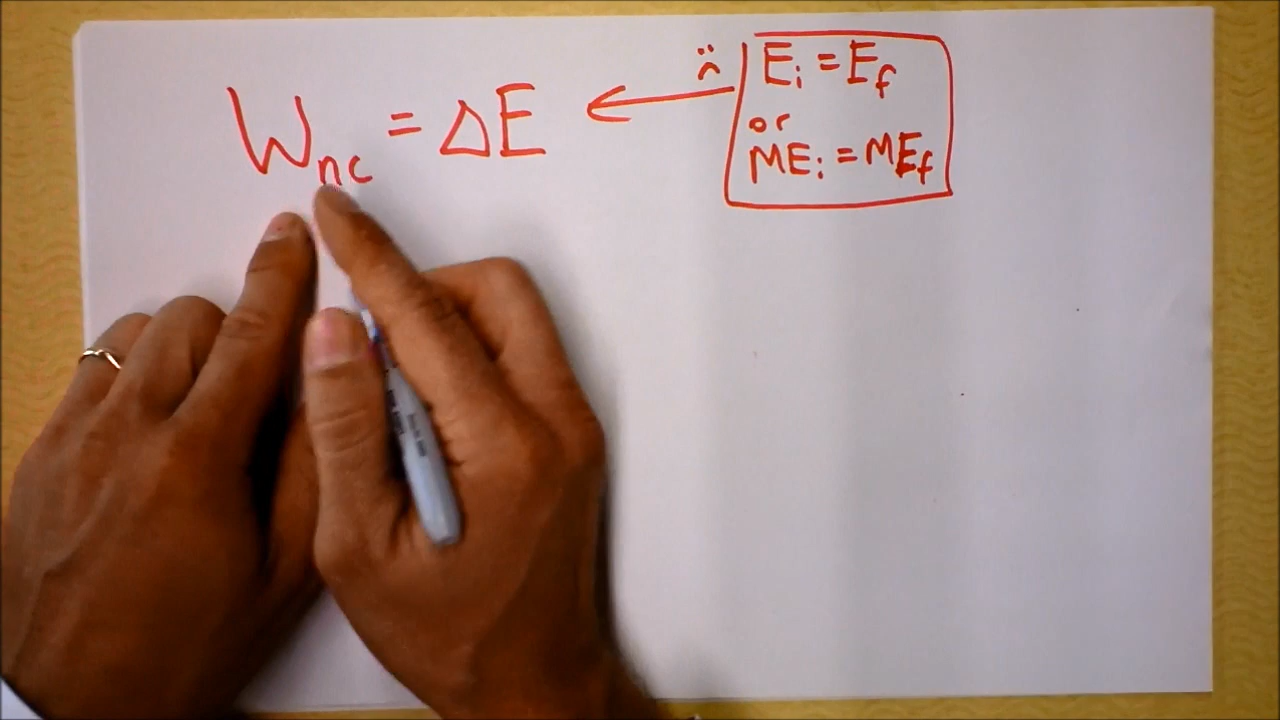 Wnc = ΔE
Ei = Ef
or
MEi = MEf